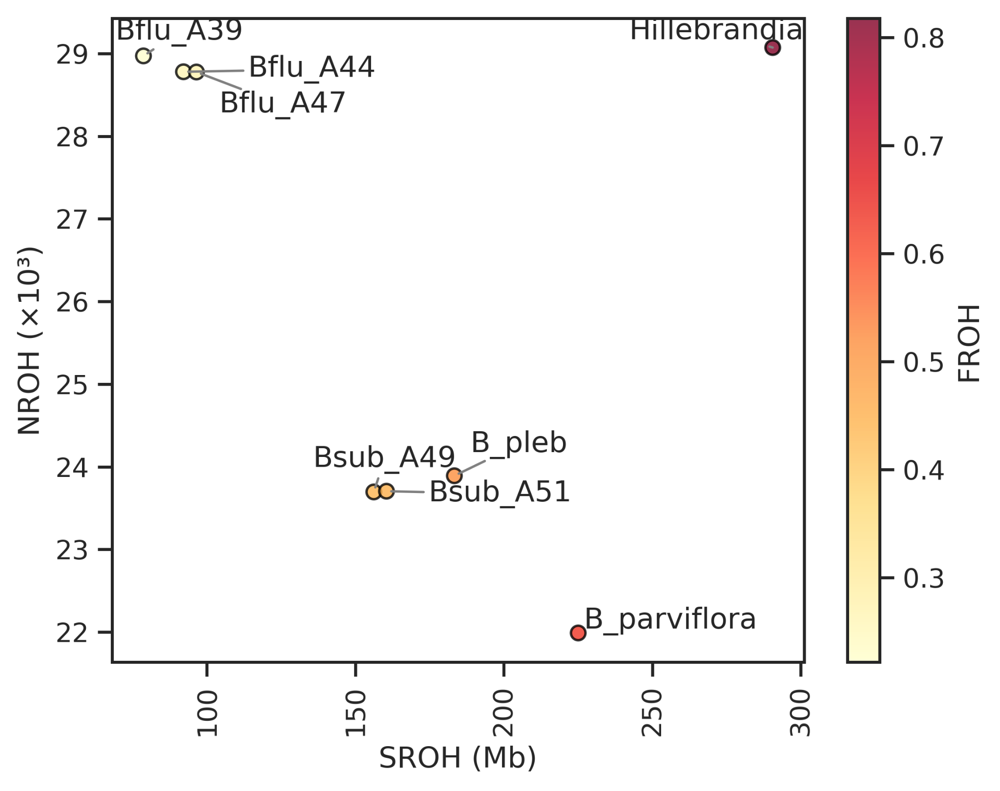 Bflu_A39
Hillebrandia
Bflu_A44
Bflu_A47
B_pleb
Bsub_A49
Bsub_A51
B_parviflora
NROH (×10³)
29
28
27
26
25
24
23
22
100
150
200
250
300
SROH (Mb)
0.8
0.7
0.6
0.5
0.4
0.3
FROH